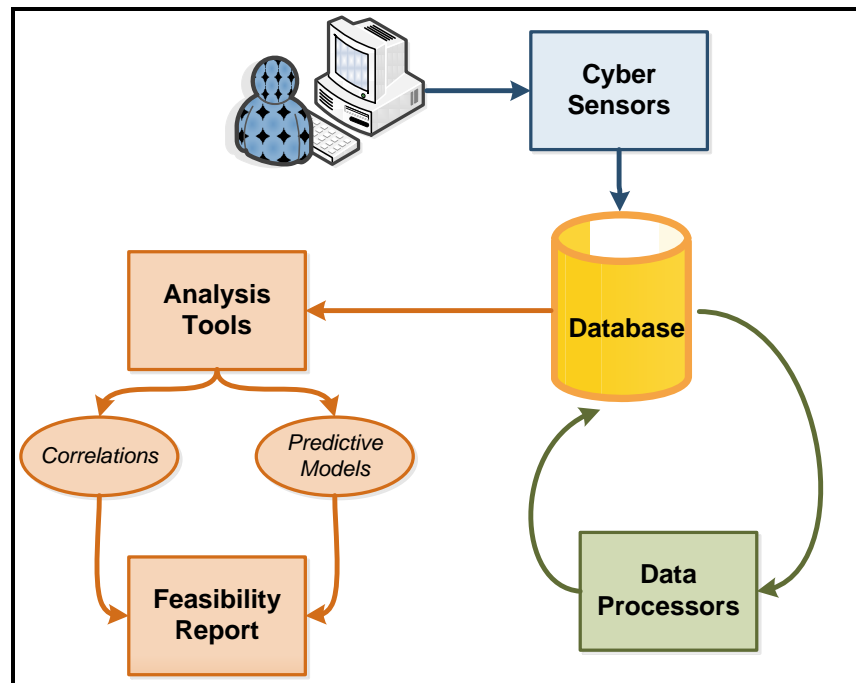 Cyber
Sensors
Analysis
Tools
Database
Correlations
Predictive
Models
Feasibility
Report
Data
Processors